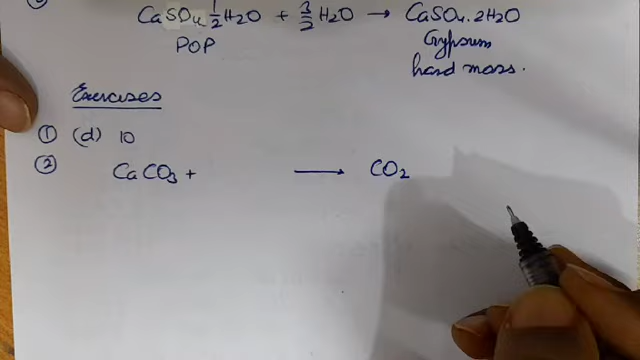 CaSO4 1/2 H2O + 3/2 H2O → CaSO4.2H2O
POP Gypsum
hard mass.
Exercises
① (d) 10
② CaCO3 + → CO2